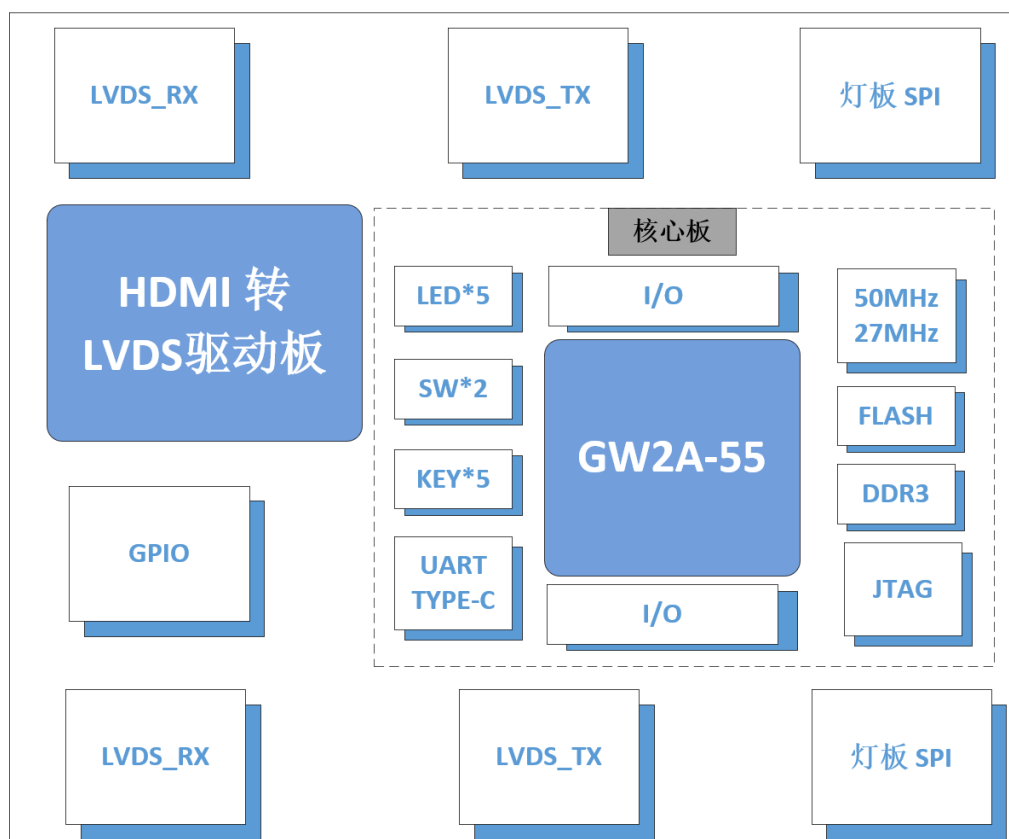 LVDS_RX
LVDS_TX
灯板 SPI
HDMI 转
LVDS驱动板
核心板
LED*5
I/O
50MHz
27MHz
SW*2
FLASH
GW2A-55
KEY*5
DDR3
UART
TYPE-C
I/O
JTAG
GPIO
LVDS_RX
LVDS_TX
灯板 SPI